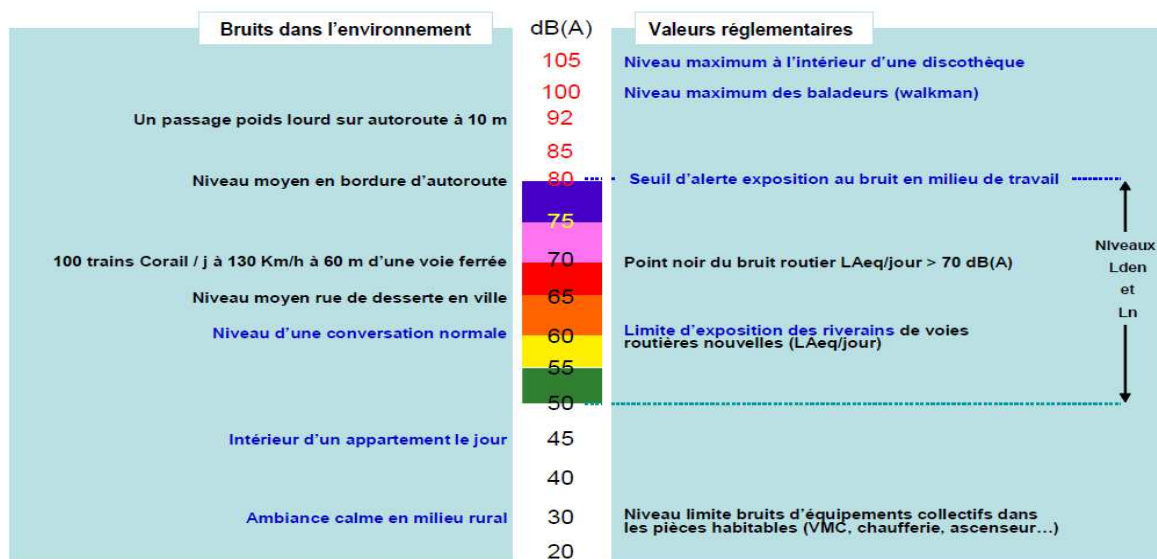 Bruits dans l'environnement
dB(A)
Valeurs réglementaires
105
Niveau maximum à l'intérieur d'une discothèque
100
Niveau maximum des baladeurs (walkman)
Un passage poids lourd sur autoroute à 10 m
92
85
Niveau moyen en bordure d'autoroute
80
Seuil d'alerte exposition au bruit en milieu de travail
75
100 trains Corail / j à 130 Km/h à 60 m d'une voie ferrée
70
Point noir du bruit routier LAeq/jour > 70 dB(A)
Niveaux
Lden
et
Ln
Niveau moyen rue de desserte en ville
65
Niveau d'une conversation normale
60
Limite d'exposition des riverains de voies
routières nouvelles (LAeq/jour)
55
50
Intérieur d'un appartement le jour
45
40
Ambiance calme en milieu rural
30
Niveau limite bruits d'équipements collectifs dans
les pièces habitables (VMC, chaufferie, ascenseur...)
20